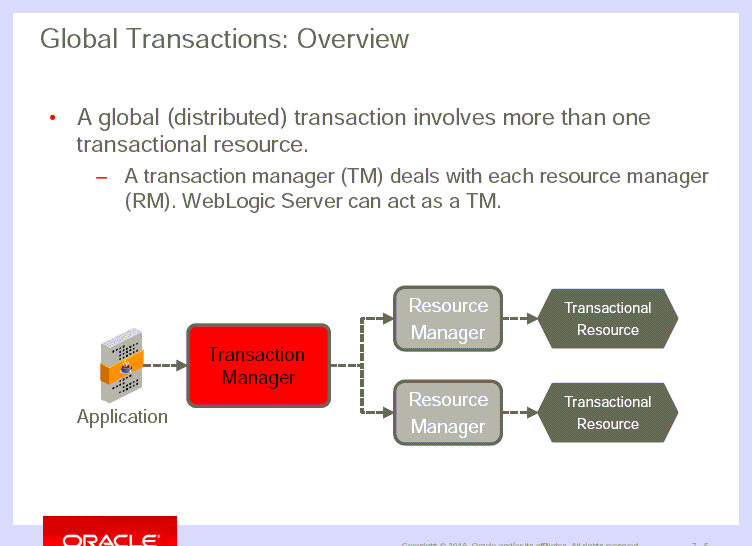 Global Transactions: Overview
• A global (distributed) transaction involves more than one
transactional resource.
– A transaction manager (TM) deals with each resource manager
(RM). WebLogic Server can act as a TM.
Resource
Manager
Transactional
Resource
Transaction
Manager
Application
Resource
Manager
Transactional
Resource
ORACLE